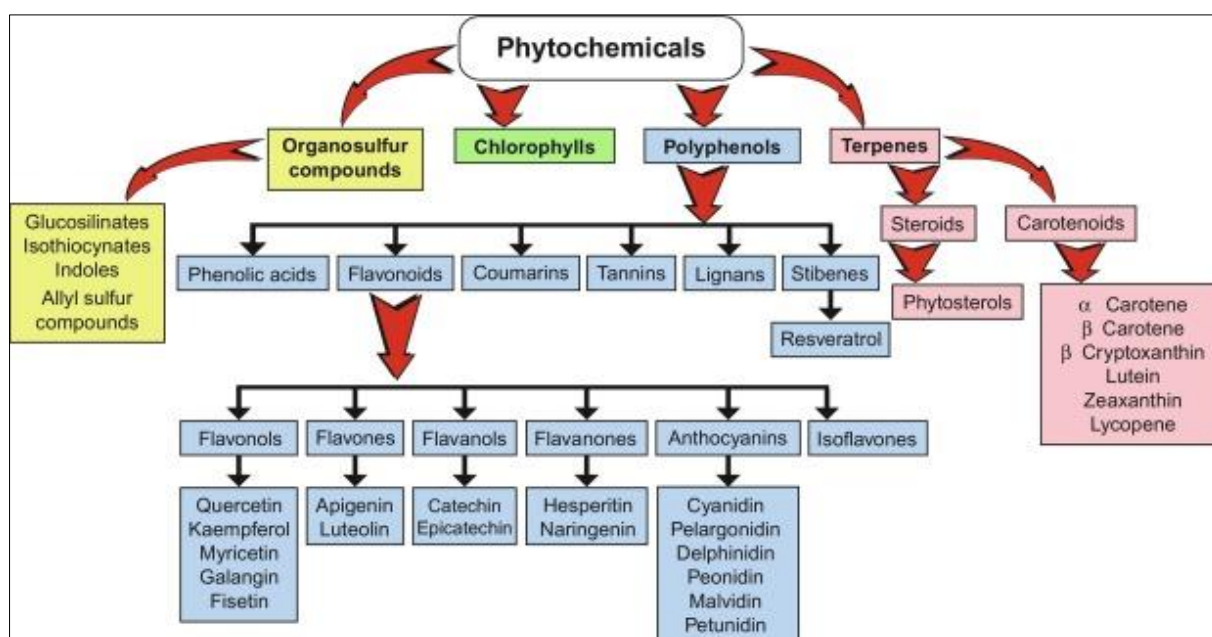 Phytochemicals
Organosulfur
compounds
Chlorophylls
Polyphenols
Terpenes
Glucosilinates
Isothiocynates
Indoles
Allyl sulfur
compounds
Steroids
Carotenoids
Phenolic acids
Flavonoids
Coumarins
Tannins
Lignans
Stibenes
Phytosterols
Resveratrol
α Carotene
β Carotene
β Cryptoxanthin
Lutein
Zeaxanthin
Lycopene
Flavonols
Flavones
Flavanols
Flavanones
Anthocyanins
Isoflavones
Quercetin
Kaempferol
Myricetin
Galangin
Fisetin
Apigenin
Luteolin
Catechin
Epicatechin
Hesperitin
Naringenin
Cyanidin
Pelargonidin
Delphinidin
Peonidin
Malvidin
Petunidin